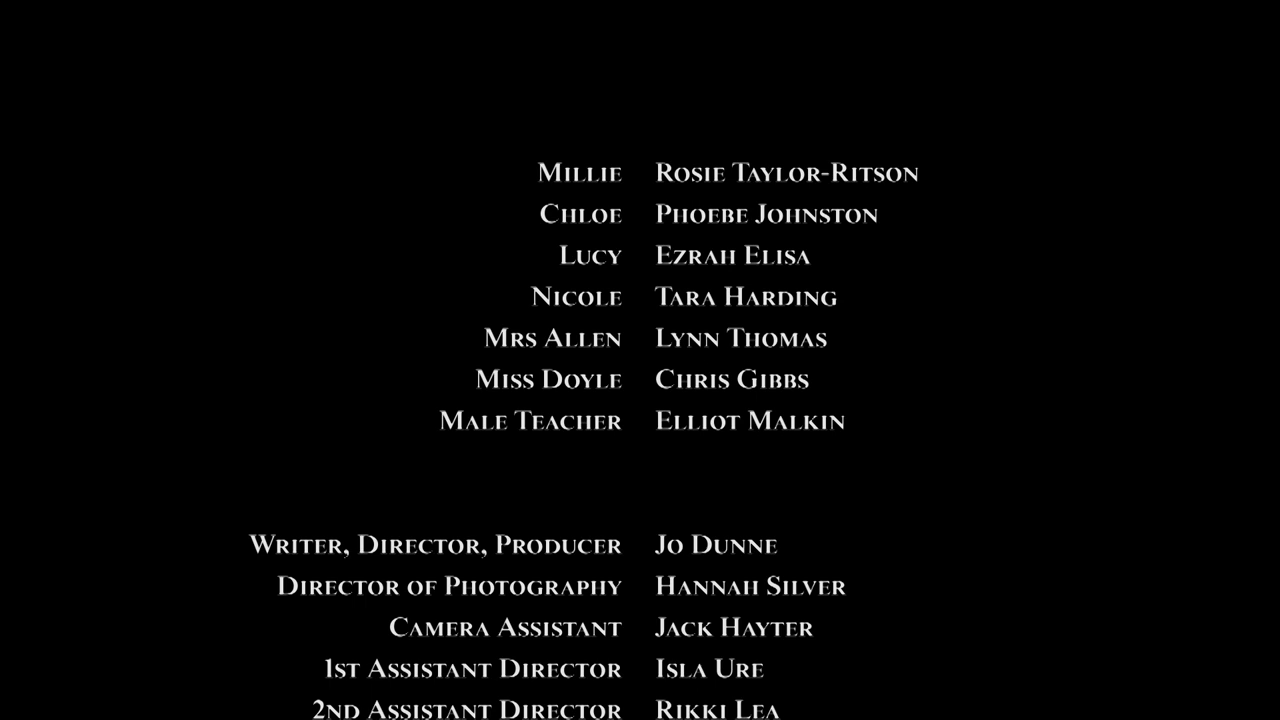 Millie Rosie Taylor-Ritson
Chloe Phoebe Johnston
Lucy Ezrah Elisa
Nicole Tara Harding
Mrs Allen Lynn Thomas
Miss Doyle Chris Gibbs
Male Teacher Elliot Malkin
Writer, Director, Producer Jo Dunne
Director of Photography Hannah Silver
Camera Assistant Jack Hayter
1st Assistant Director Isla Ure
2nd Assistant Director Rikki Lea